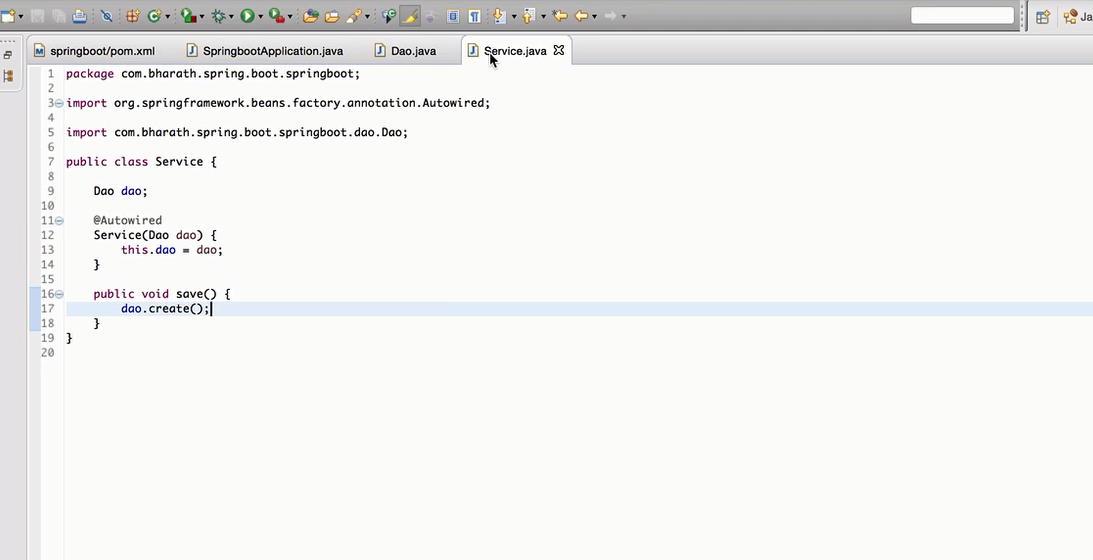 Ja
springboot/pom.xml SpringbootApplication.java Dao.java Service.java
1 package com.bharath.spring.boot.springboot;
2
3 import org.springframework.beans.factory.annotation.Autowired;
4
5 import com.bharath.spring.boot.springboot.dao.Dao;
6
7 public class Service {
8
9 Dao dao;
10
11 @Autowired
12 Service(Dao dao) {
13 this.dao = dao;
14 }
15
16 public void save() {
17 dao.create();
18 }
19 }
20